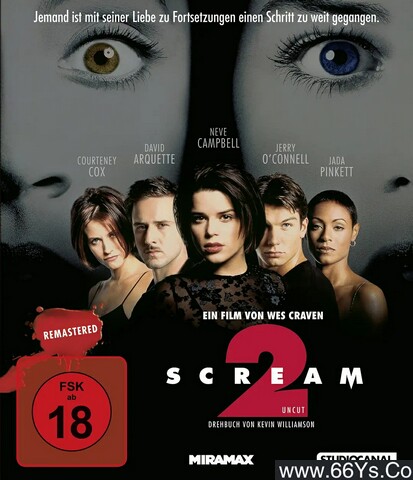 Jemand ist mit seiner Liebe zu Fortsetzungen einen Schritt zu weit gegangen.
NEVE
CAMPBELL
DAVID
ARQUETTE
JERRY
O'CONNELL
COURTENEY
COX
JADA
PINKETT
EIN FILM VON WES CRAVEN
REMASTERED
SCREAM 2
UNCUT
DREHBUCH VON KEVIN WILLIAMSON
FSK
ab
18
MIRAMAX
STUDIOCANAL
www.66Ys.Co